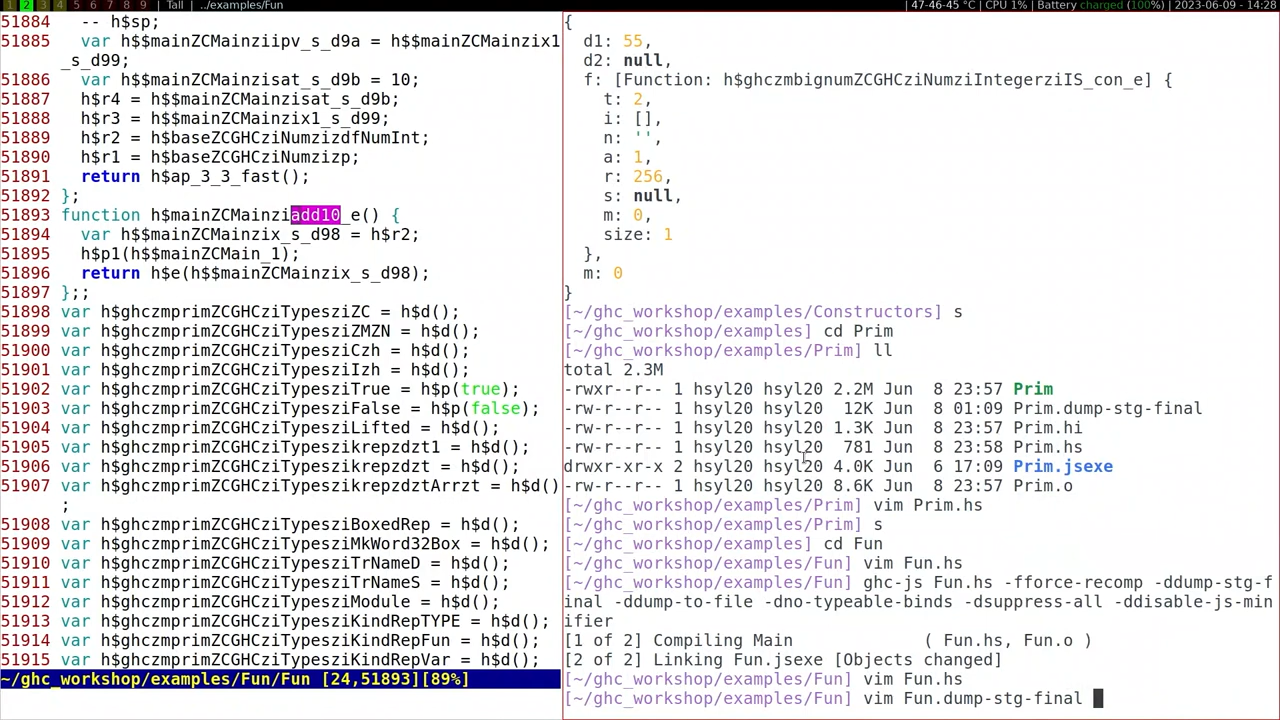 1 2 3 4 5 6 7 8 9 | Tall | ../examples/Fun | 47-46-45 °C | CPU 1% | Battery charged (100%) | 2023-06-09 - 14:28
51884 -- h$sp;
51885 var h$$mainZCMainziipv_s_d9a = h$$mainZCMainzix1
_s_d99;
51886 var h$$mainZCMainzisat_s_d9b = 10;
51887 h$r4 = h$$mainZCMainzisat_s_d9b;
51888 h$r3 = h$$mainZCMainzix1_s_d99;
51889 h$r2 = h$baseZCGHCziNumzizdfNumInt;
51890 h$r1 = h$baseZCGHCziNumzizp;
51891 return h$ap_3_3_fast();
51892 };
51893 function h$mainZCMainziadd10_e() {
51894 var h$$mainZCMainzix_s_d98 = h$r2;
51895 h$p1(h$$mainZCMain_1);
51896 return h$e(h$$mainZCMainzix_s_d98);
51897 };;
51898 var h$ghczmprimZCGHCziTypesziZC = h$d();
51899 var h$ghczmprimZCGHCziTypesziZMZN = h$d();
51900 var h$ghczmprimZCGHCziTypesziCzh = h$d();
51901 var h$ghczmprimZCGHCziTypesziIzh = h$d();
51902 var h$ghczmprimZCGHCziTypesziTrue = h$p(true);
51903 var h$ghczmprimZCGHCziTypesziFalse = h$p(false);
51904 var h$ghczmprimZCGHCziTypesziLifted = h$d();
51905 var h$ghczmprimZCGHCziTypeszikrepzdzt1 = h$d();
51906 var h$ghczmprimZCGHCziTypeszikrepzdzt = h$d();
51907 var h$ghczmprimZCGHCziTypeszikrepzdztArrzt = h$d()
;
51908 var h$ghczmprimZCGHCziTypesziBoxedRep = h$d();
51909 var h$ghczmprimZCGHCziTypesziMkWord32Box = h$d();
51910 var h$ghczmprimZCGHCziTypesziTrNameD = h$d();
51911 var h$ghczmprimZCGHCziTypesziTrNameS = h$d();
51912 var h$ghczmprimZCGHCziTypesziModule = h$d();
51913 var h$ghczmprimZCGHCziTypesziKindRepTYPE = h$d();
51914 var h$ghczmprimZCGHCziTypesziKindRepFun = h$d();
51915 var h$ghczmprimZCGHCziTypesziKindRepVar = h$d();
~/ghc_workshop/examples/Fun/Fun [24,51893][89%]
{
d1: 55,
d2: null,
f: [Function: h$ghczmbignumZCGHCziNumziIntegerziIS_con_e] {
t: 2,
i: [],
n: '',
a: 1,
r: 256,
s: null,
m: 0,
size: 1
},
m: 0
}
[~/ghc_workshop/examples/Constructors] s
[~/ghc_workshop/examples] cd Prim
[~/ghc_workshop/examples/Prim] ll
total 2.3M
-rwxr--r-- 1 hsyl20 hsyl20 2.2M Jun 8 23:57 Prim
-rw-r--r-- 1 hsyl20 hsyl20 12K Jun 8 01:09 Prim.dump-stg-final
-rw-r--r-- 1 hsyl20 hsyl20 1.3K Jun 8 23:57 Prim.hi
-rw-r--r-- 1 hsyl20 hsyl20 781 Jun 8 23:58 Prim.hs
drwxr-xr-x 2 hsyl20 hsyl20 4.0K Jun 6 17:09 Prim.jsexe
-rw-r--r-- 1 hsyl20 hsyl20 8.6K Jun 8 23:57 Prim.o
[~/ghc_workshop/examples/Prim] vim Prim.hs
[~/ghc_workshop/examples/Prim] s
[~/ghc_workshop/examples] cd Fun
[~/ghc_workshop/examples/Fun] vim Fun.hs
[~/ghc_workshop/examples/Fun] ghc-js Fun.hs -fforce-recomp -ddump-stg-f
inal -ddump-to-file -dno-typeable-binds -dsuppress-all -ddisable-js-min
ifier
[1 of 2] Compiling Main ( Fun.hs, Fun.o )
[2 of 2] Linking Fun.jsexe [Objects changed]
[~/ghc_workshop/examples/Fun] vim Fun.hs
[~/ghc_workshop/examples/Fun] vim Fun.dump-stg-final